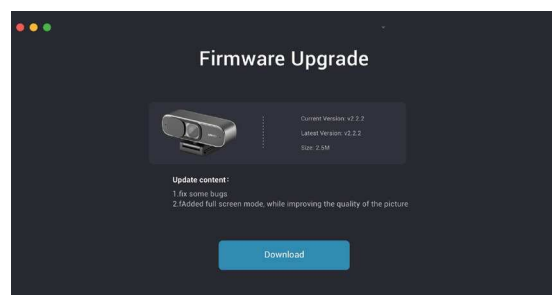 Firmware Upgrade
Current Version: v2.2.2
Latest Version: v2.2.2
Size: 2.5M
Update content:
1.fix some bugs
2.fAdded full screen mode, while improving the quality of the picture
Download